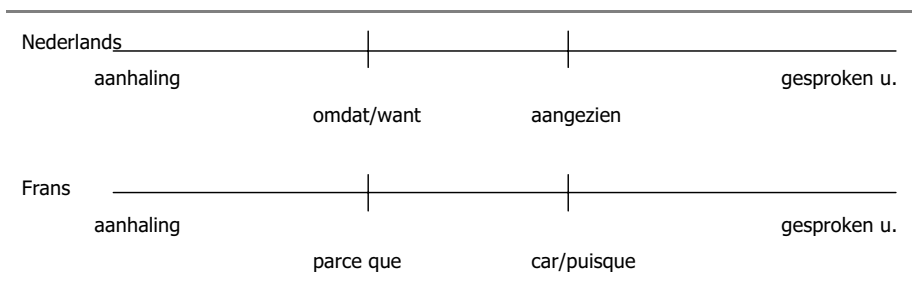 Nederlands
aanhaling gesproken u.
omdat/want aangezien
Frans
aanhaling gesproken u.
parce que car/puisque